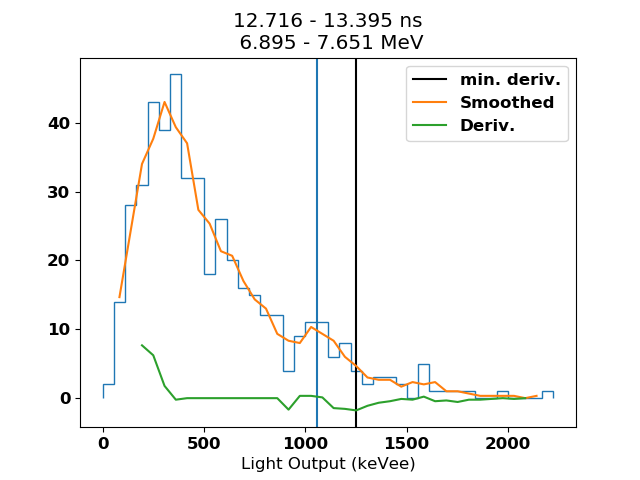 12.716 - 13.395 ns
6.895 - 7.651 MeV
min. deriv.
Smoothed
Deriv.
40
30
20
10
0
0 500 1000 1500 2000
Light Output (keVee)